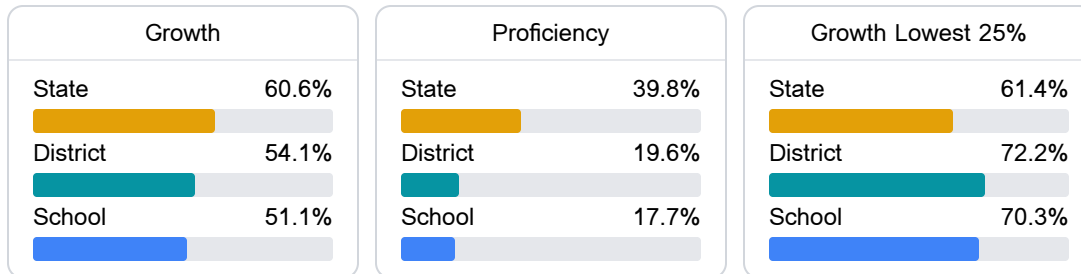 Growth
State 60.6%
District 54.1%
School 51.1%
Proficiency
State 39.8%
District 19.6%
School 17.7%
Growth Lowest 25%
State 61.4%
District 72.2%
School 70.3%